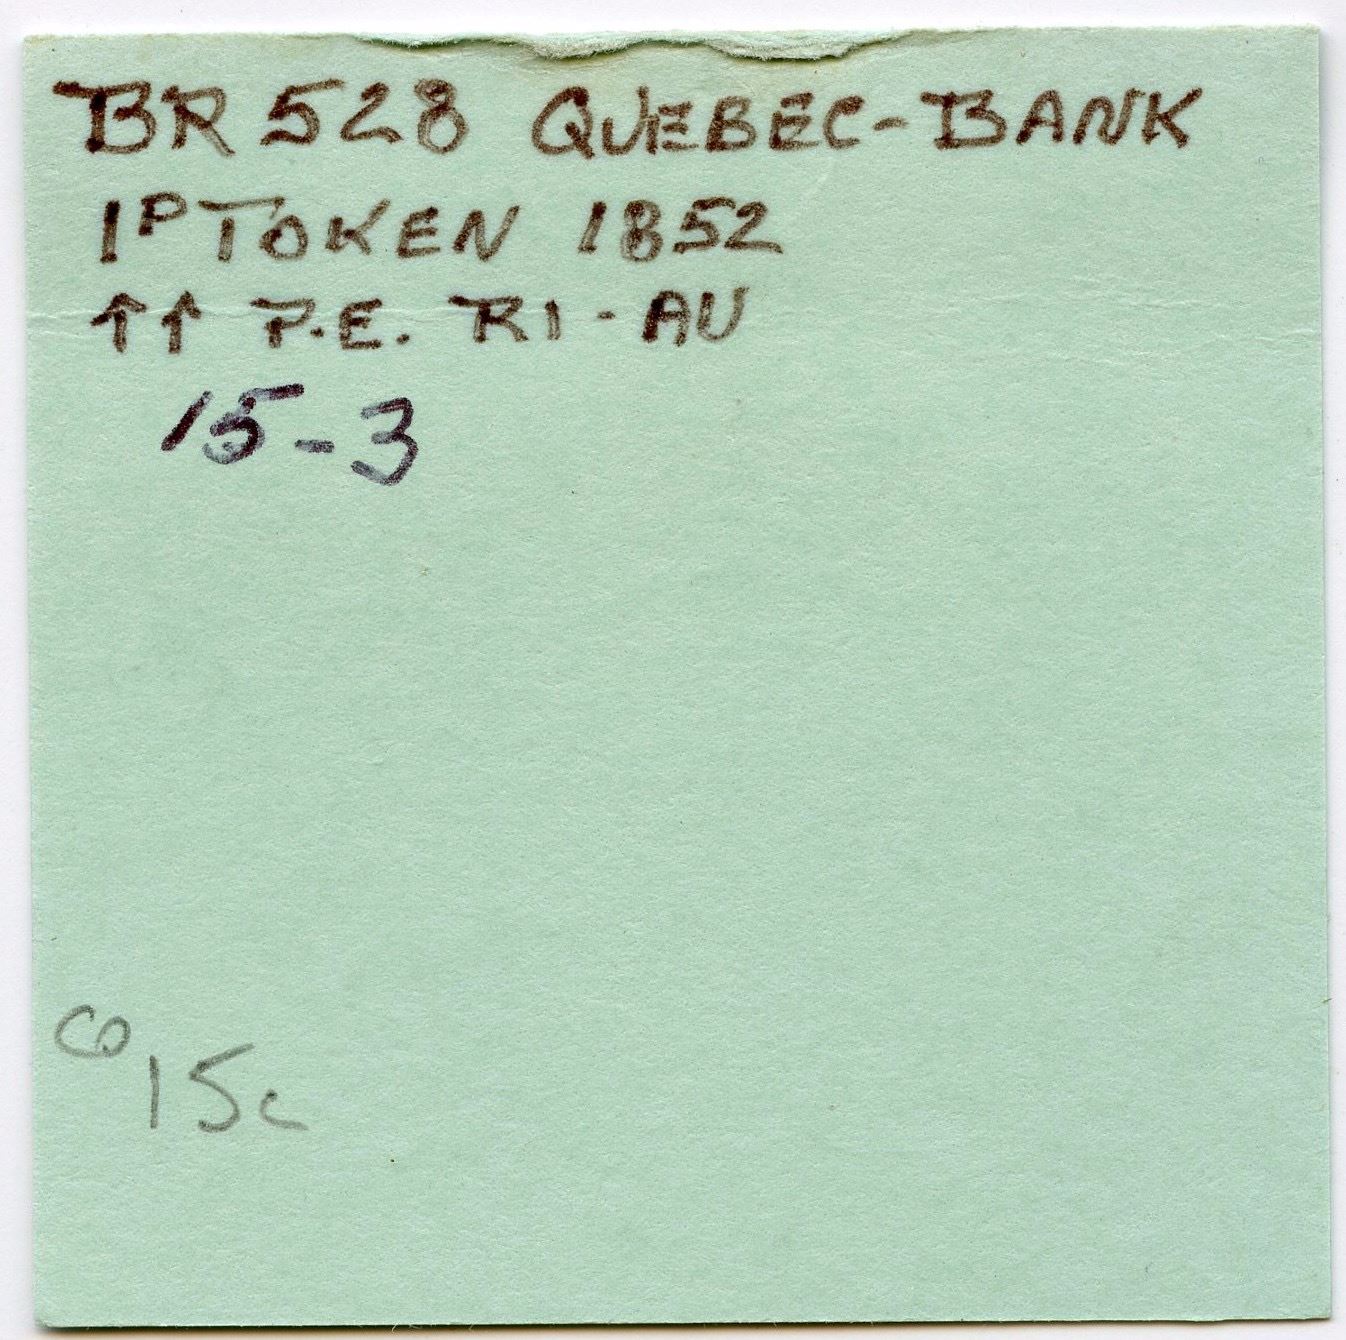 BR 528 QUEBEC-BANK
1P TOKEN 1852
↑↑ P.E. R1 - AU
15-3
CO
15c